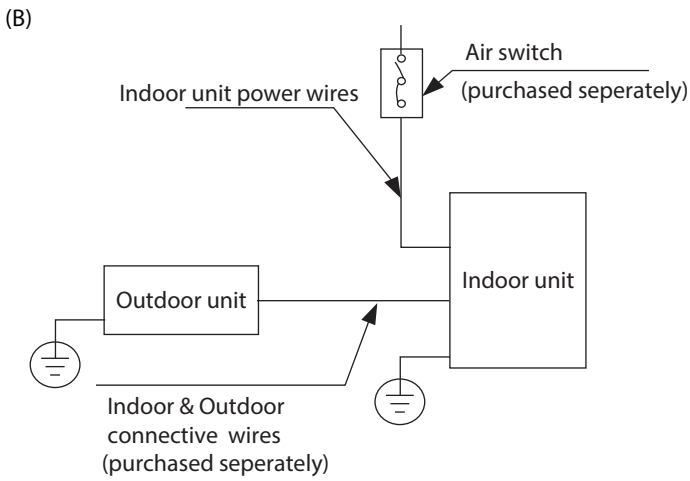 (B)
Air switch
(purchased seperately)
Indoor unit power wires
Indoor unit
Outdoor unit
Indoor & Outdoor
connective wires
(purchased seperately)